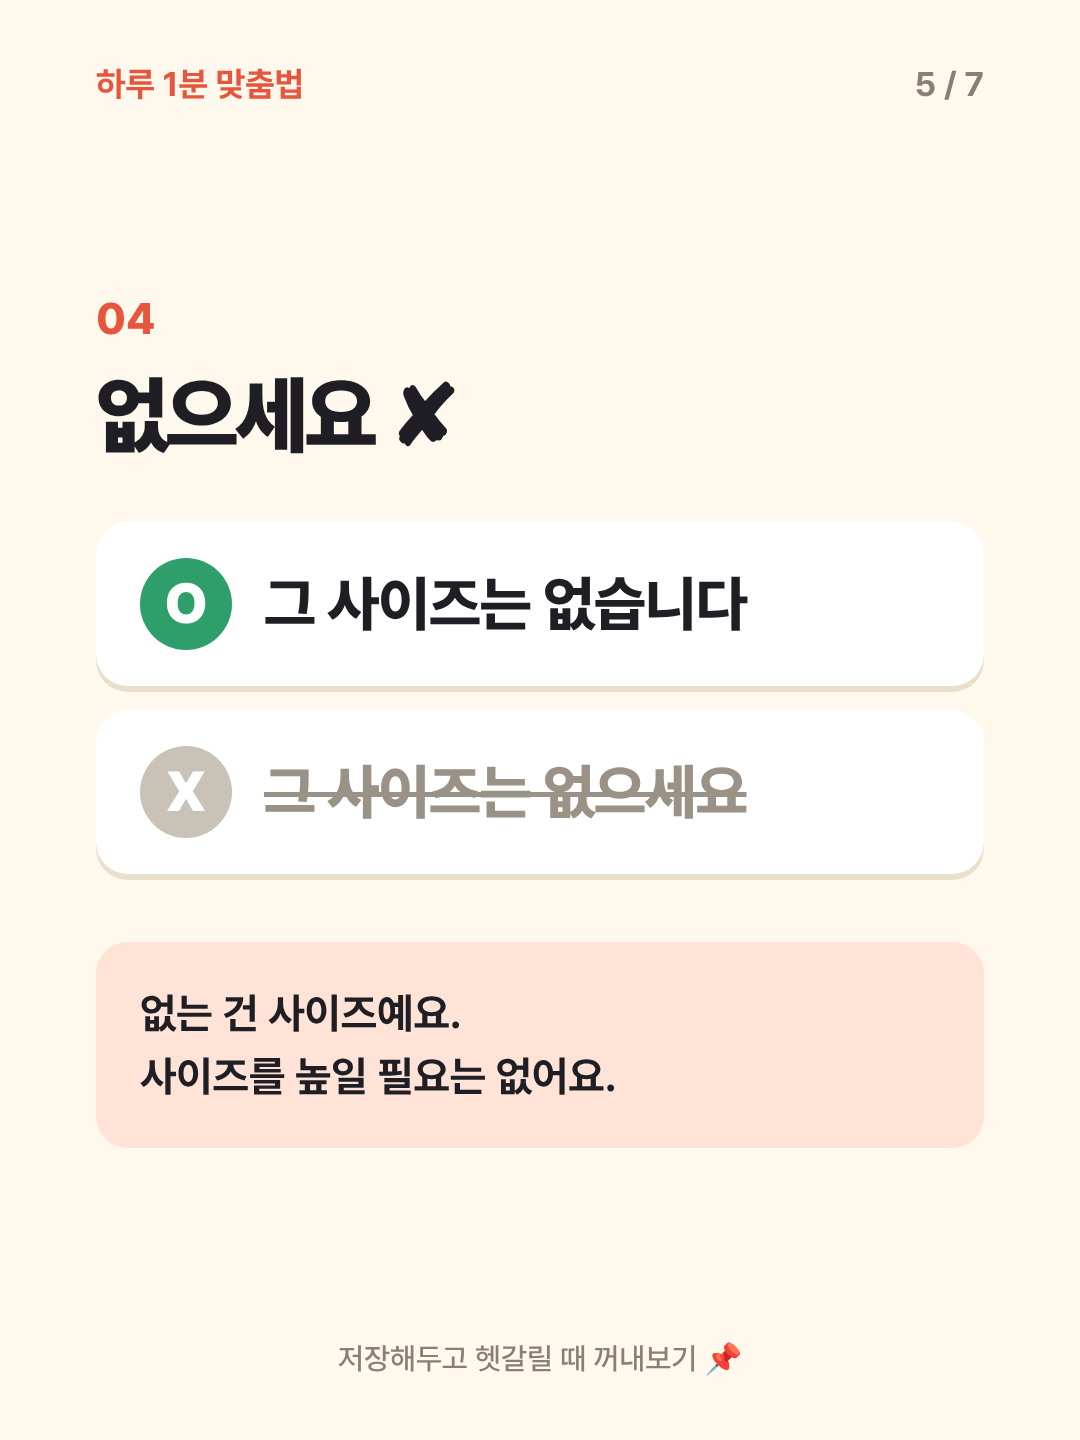 하루 1분 맞춤법
5 / 7
04
없으세요 ✘
O 그 사이즈는 없습니다
X 그 사이즈는 없으세요
없는 건 사이즈예요.
사이즈를 높일 필요는 없어요.
저장해두고 헷갈릴 때 꺼내보기 📌